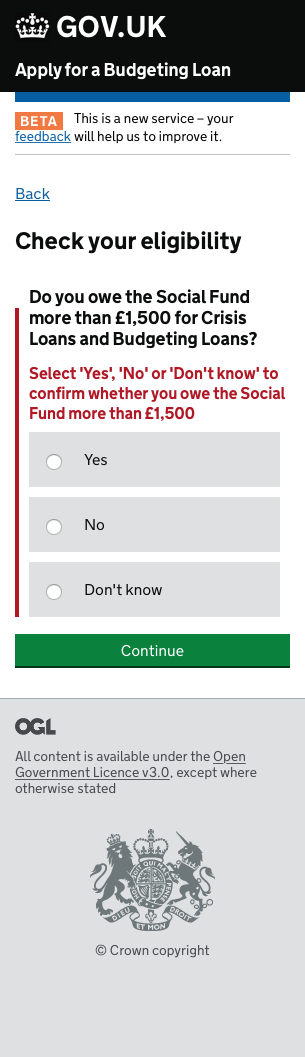 GOV.UK
Apply for a Budgeting Loan
BETA This is a new service – your
feedback will help us to improve it.
Back
Check your eligibility
Do you owe the Social Fund
more than £1,500 for Crisis
Loans and Budgeting Loans?
Select 'Yes', 'No' or 'Don't know' to
confirm whether you owe the Social
Fund more than £1,500
Yes
No
Don't know
Continue
OGL
All content is available under the Open
Government Licence v3.0, except where
otherwise stated
DIEU ET MON DROIT
© Crown copyright